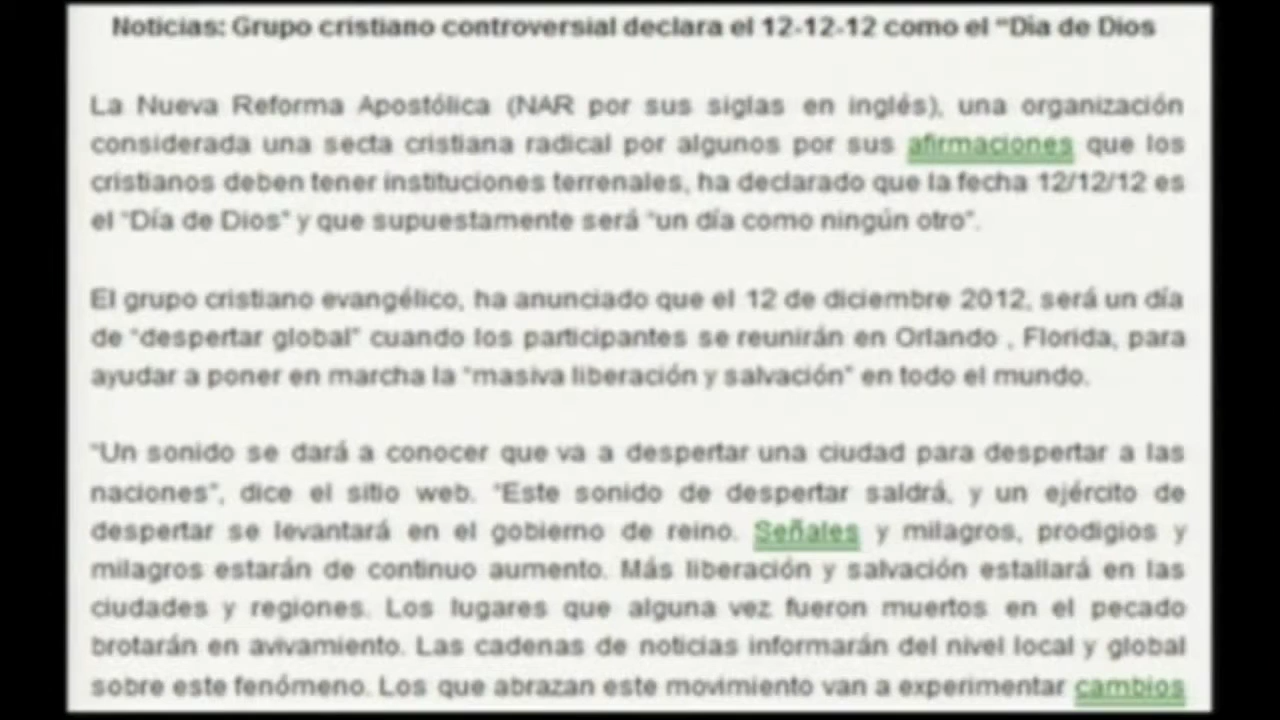 Noticias: Grupo cristiano controversial declara el 12-12-12 como el “Día de Dios
La Nueva Reforma Apostólica (NAR por sus siglas en inglés), una organización
considerada una secta cristiana radical por algunos por sus afirmaciones que los
cristianos deben tener instituciones terrenales, ha declarado que la fecha 12/12/12 es
el “Día de Dios” y que supuestamente será “un día como ningún otro”.
El grupo cristiano evangélico, ha anunciado que el 12 de diciembre 2012, será un día
de “despertar global” cuando los participantes se reunirán en Orlando , Florida, para
ayudar a poner en marcha la “masiva liberación y salvación” en todo el mundo.
“Un sonido se dará a conocer que va a despertar una ciudad para despertar a las
naciones”, dice el sitio web. “Este sonido de despertar saldrá, y un ejército de
despertar se levantará en el gobierno de reino. Señales y milagros, prodigios y
milagros estarán de continuo aumento. Más liberación y salvación estallará en las
ciudades y regiones. Los lugares que alguna vez fueron muertos en el pecado
brotarán en avivamiento. Las cadenas de noticias informarán del nivel local y global
sobre este fenómeno. Los que abrazan este movimiento van a experimentar cambios